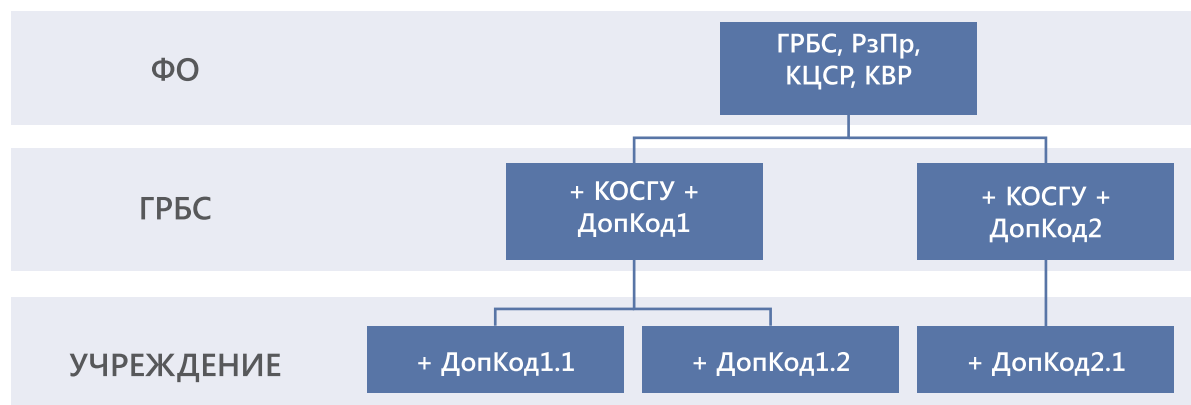 ФО
ГРБС, РзПр,
КЦСР, КВР
ГРБС
+ КОСГУ +
ДопКод1
+ КОСГУ +
ДопКод2
УЧРЕЖДЕНИЕ
+ ДопКод1.1
+ ДопКод1.2
+ ДопКод2.1